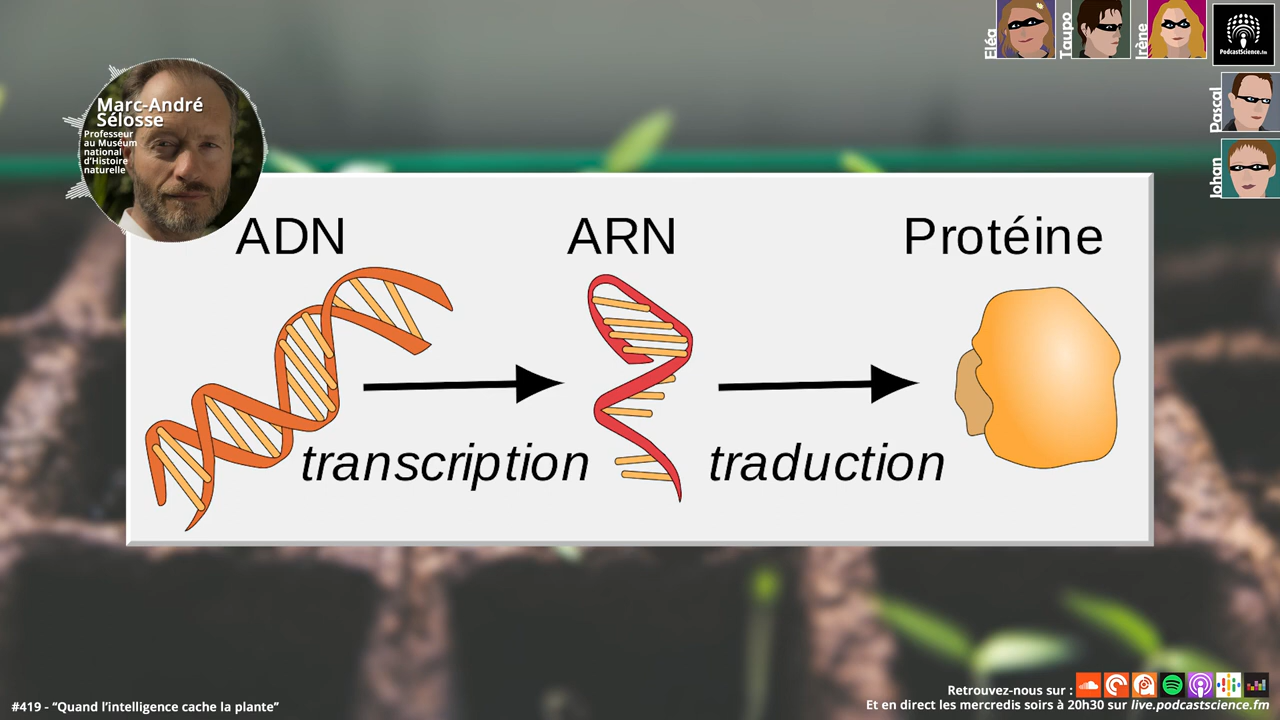 Marc-André
Sélosse
Professeur
au Muséum
national
d'Histoire
naturelle
Eléa
Taupo
Irène
PodcastScience.fm
Pascal
Johan
ADN
ARN
Protéine
transcription
traduction
#419 - “Quand l’intelligence cache la plante”
Retrouvez-nous sur :
Et en direct les mercredis soirs à 20h30 sur live.podcastscience.fm